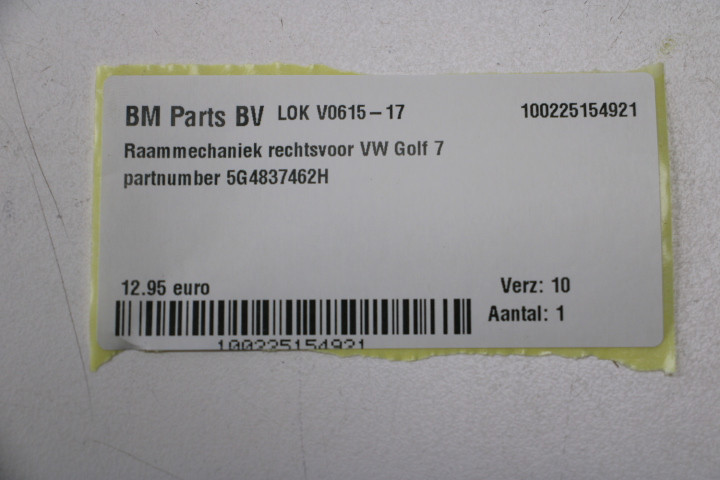 BM Parts BV LOK V0615-17 100225154921
Raammechaniek rechtsvoor VW Golf 7
partnumber 5G4837462H
12.95 euro Verz: 10
Aantal: 1
100225154921